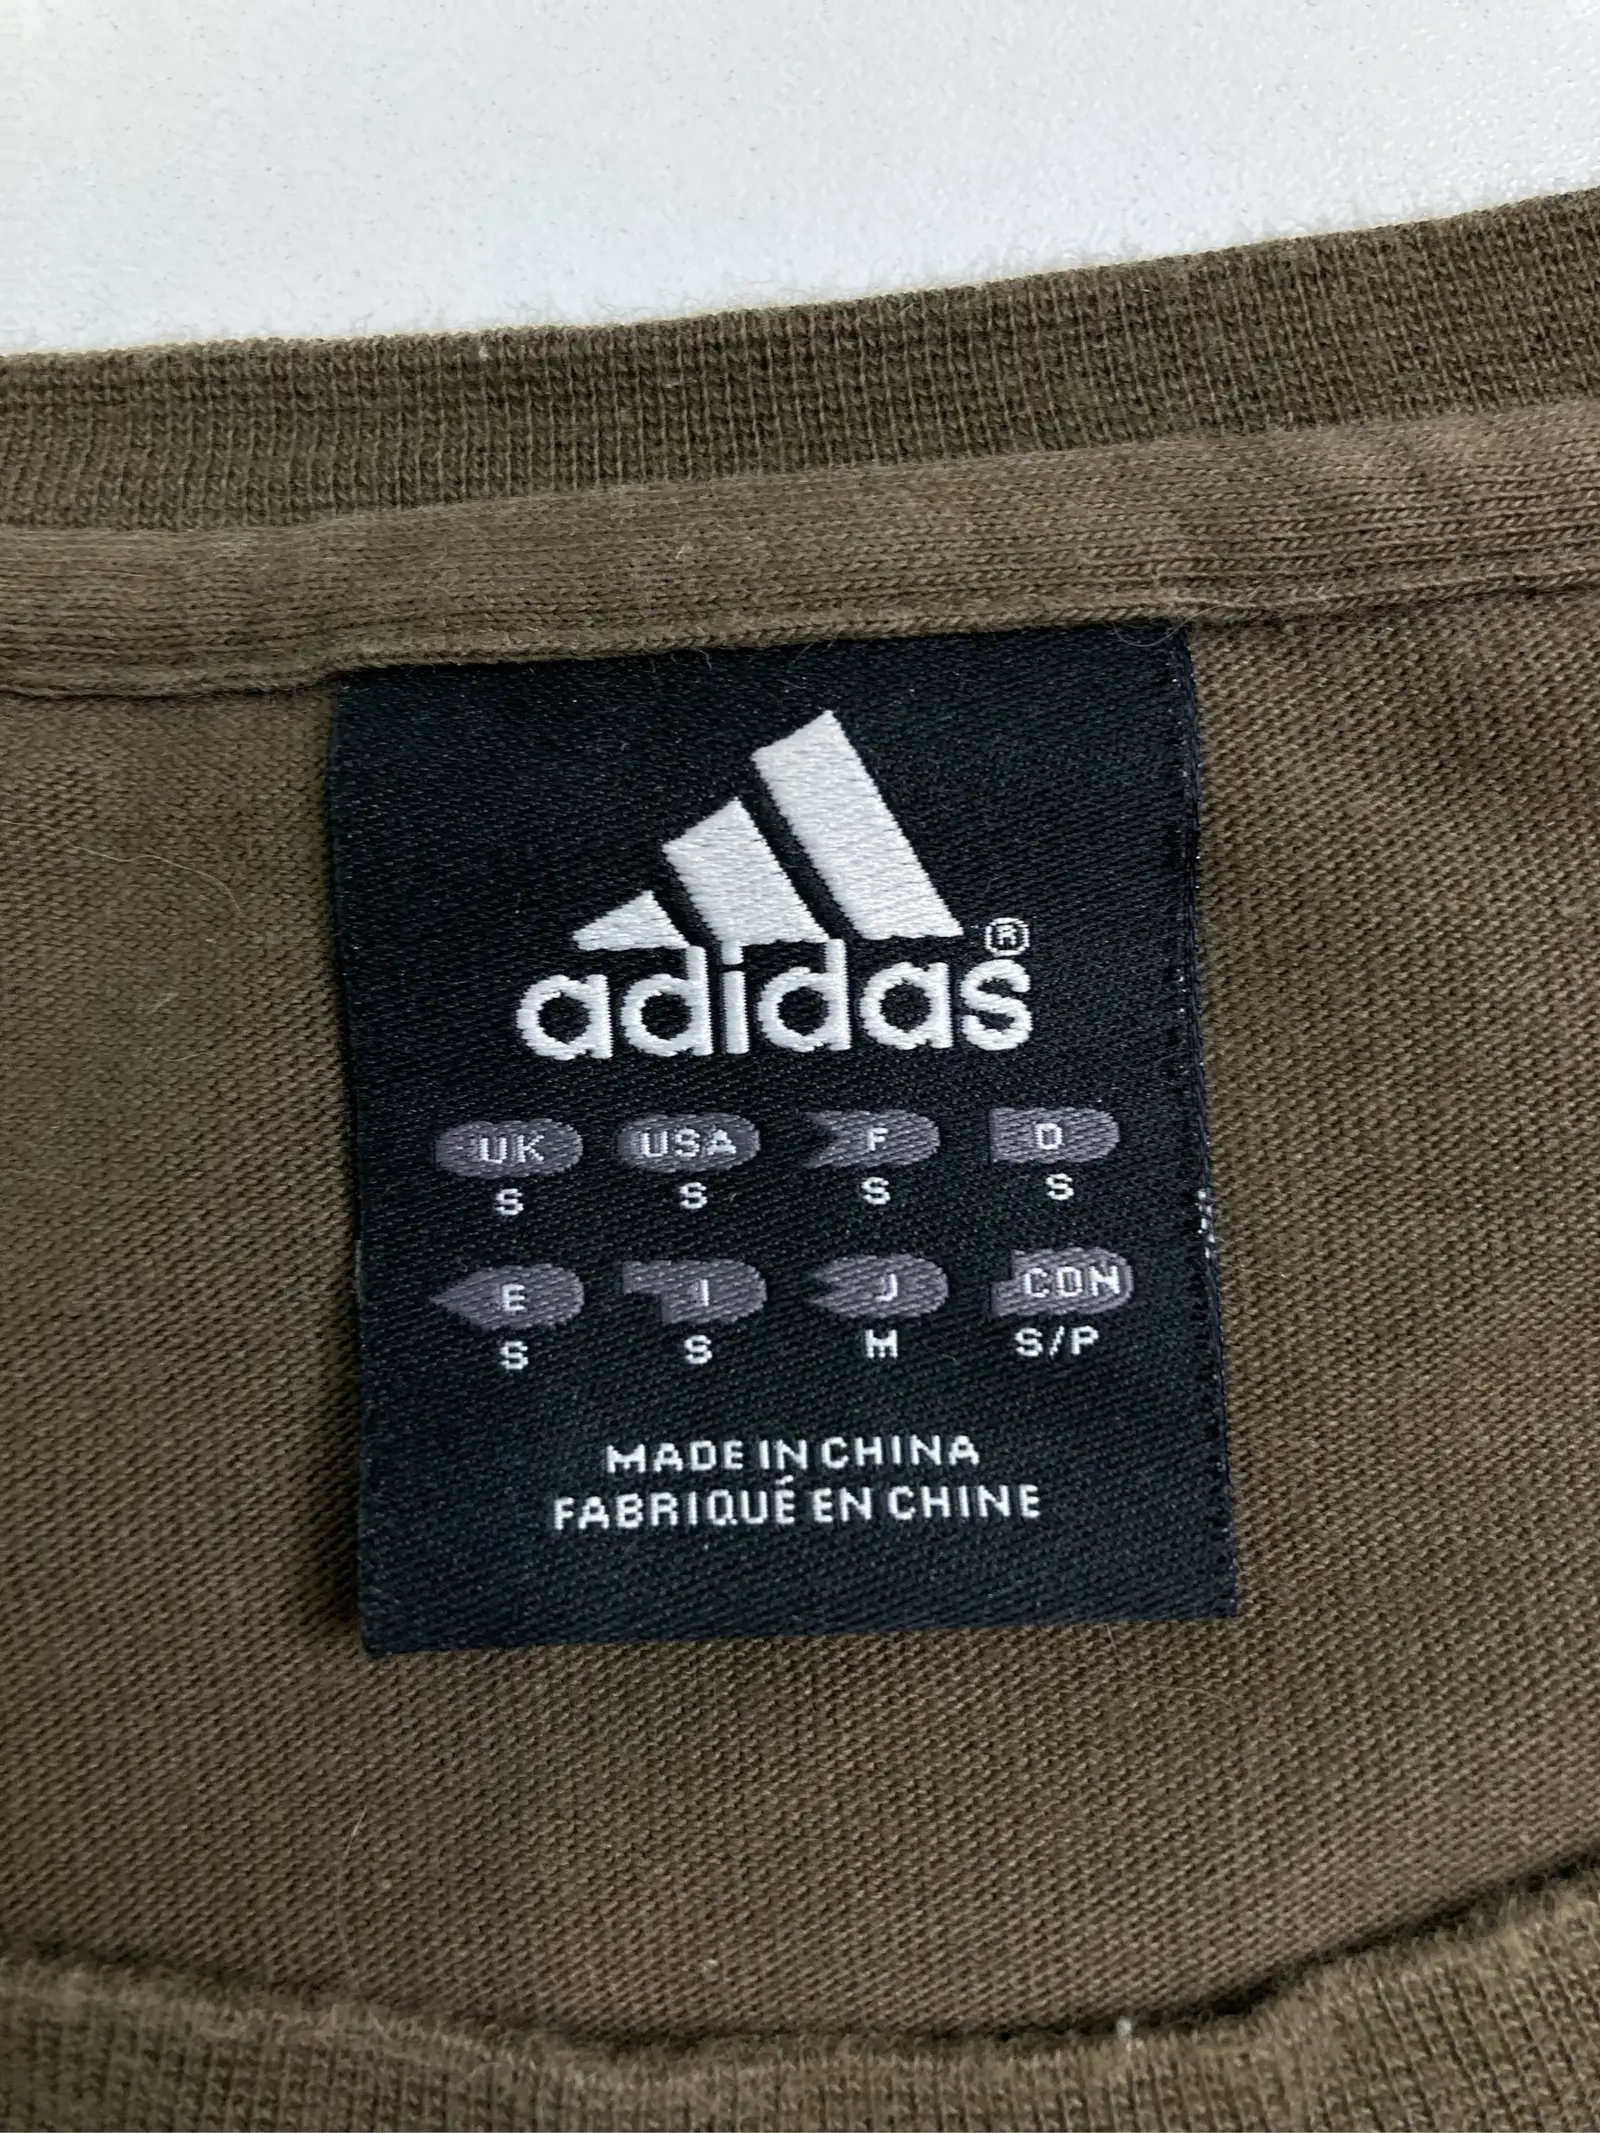 adidas®
UK USA F D
S S S S
E I J CDN
S S M S/P
MADE IN CHINA
FABRIQUÉ EN CHINE